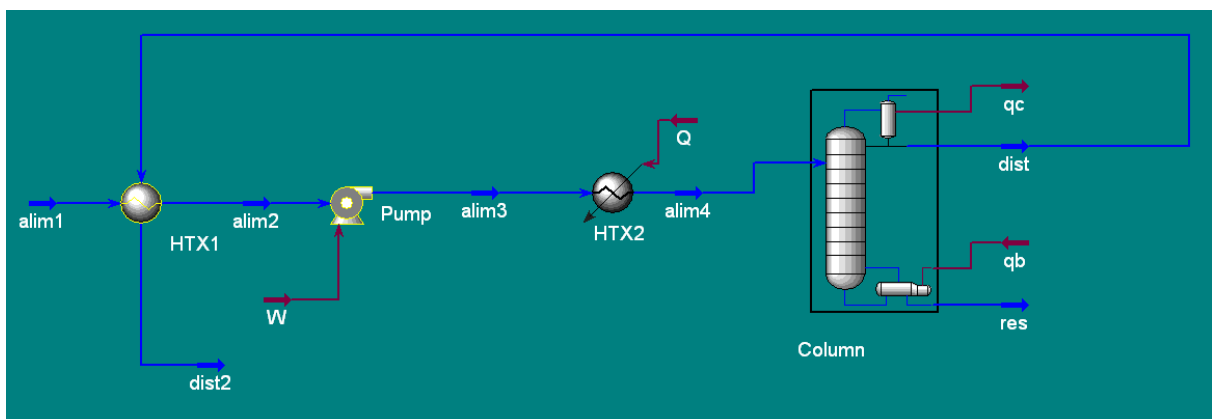 qc
Q
dist
alim1
HTX1
alim2
Pump
alim3
HTX2
alim4
qb
W
res
Column
dist2